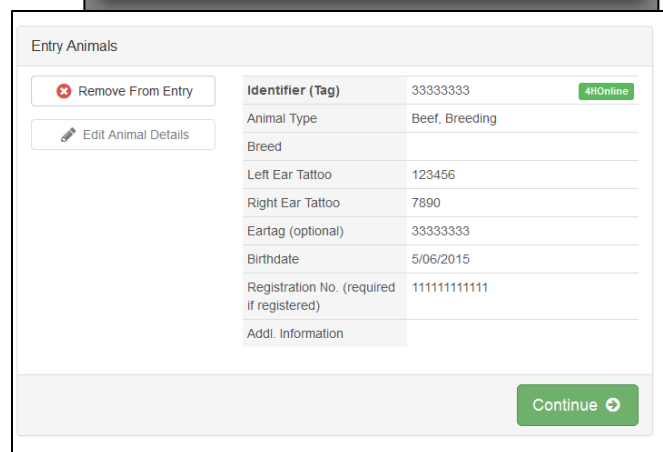 Entry Animals
Remove From Entry
Edit Animal Details
Identifier (Tag) 33333333 4HOnline
Animal Type Beef, Breeding
Breed
Left Ear Tattoo 123456
Right Ear Tattoo 7890
Eartag (optional) 33333333
Birthdate 5/06/2015
Registration No. (required 111111111111
if registered)
Addl. Information
Continue